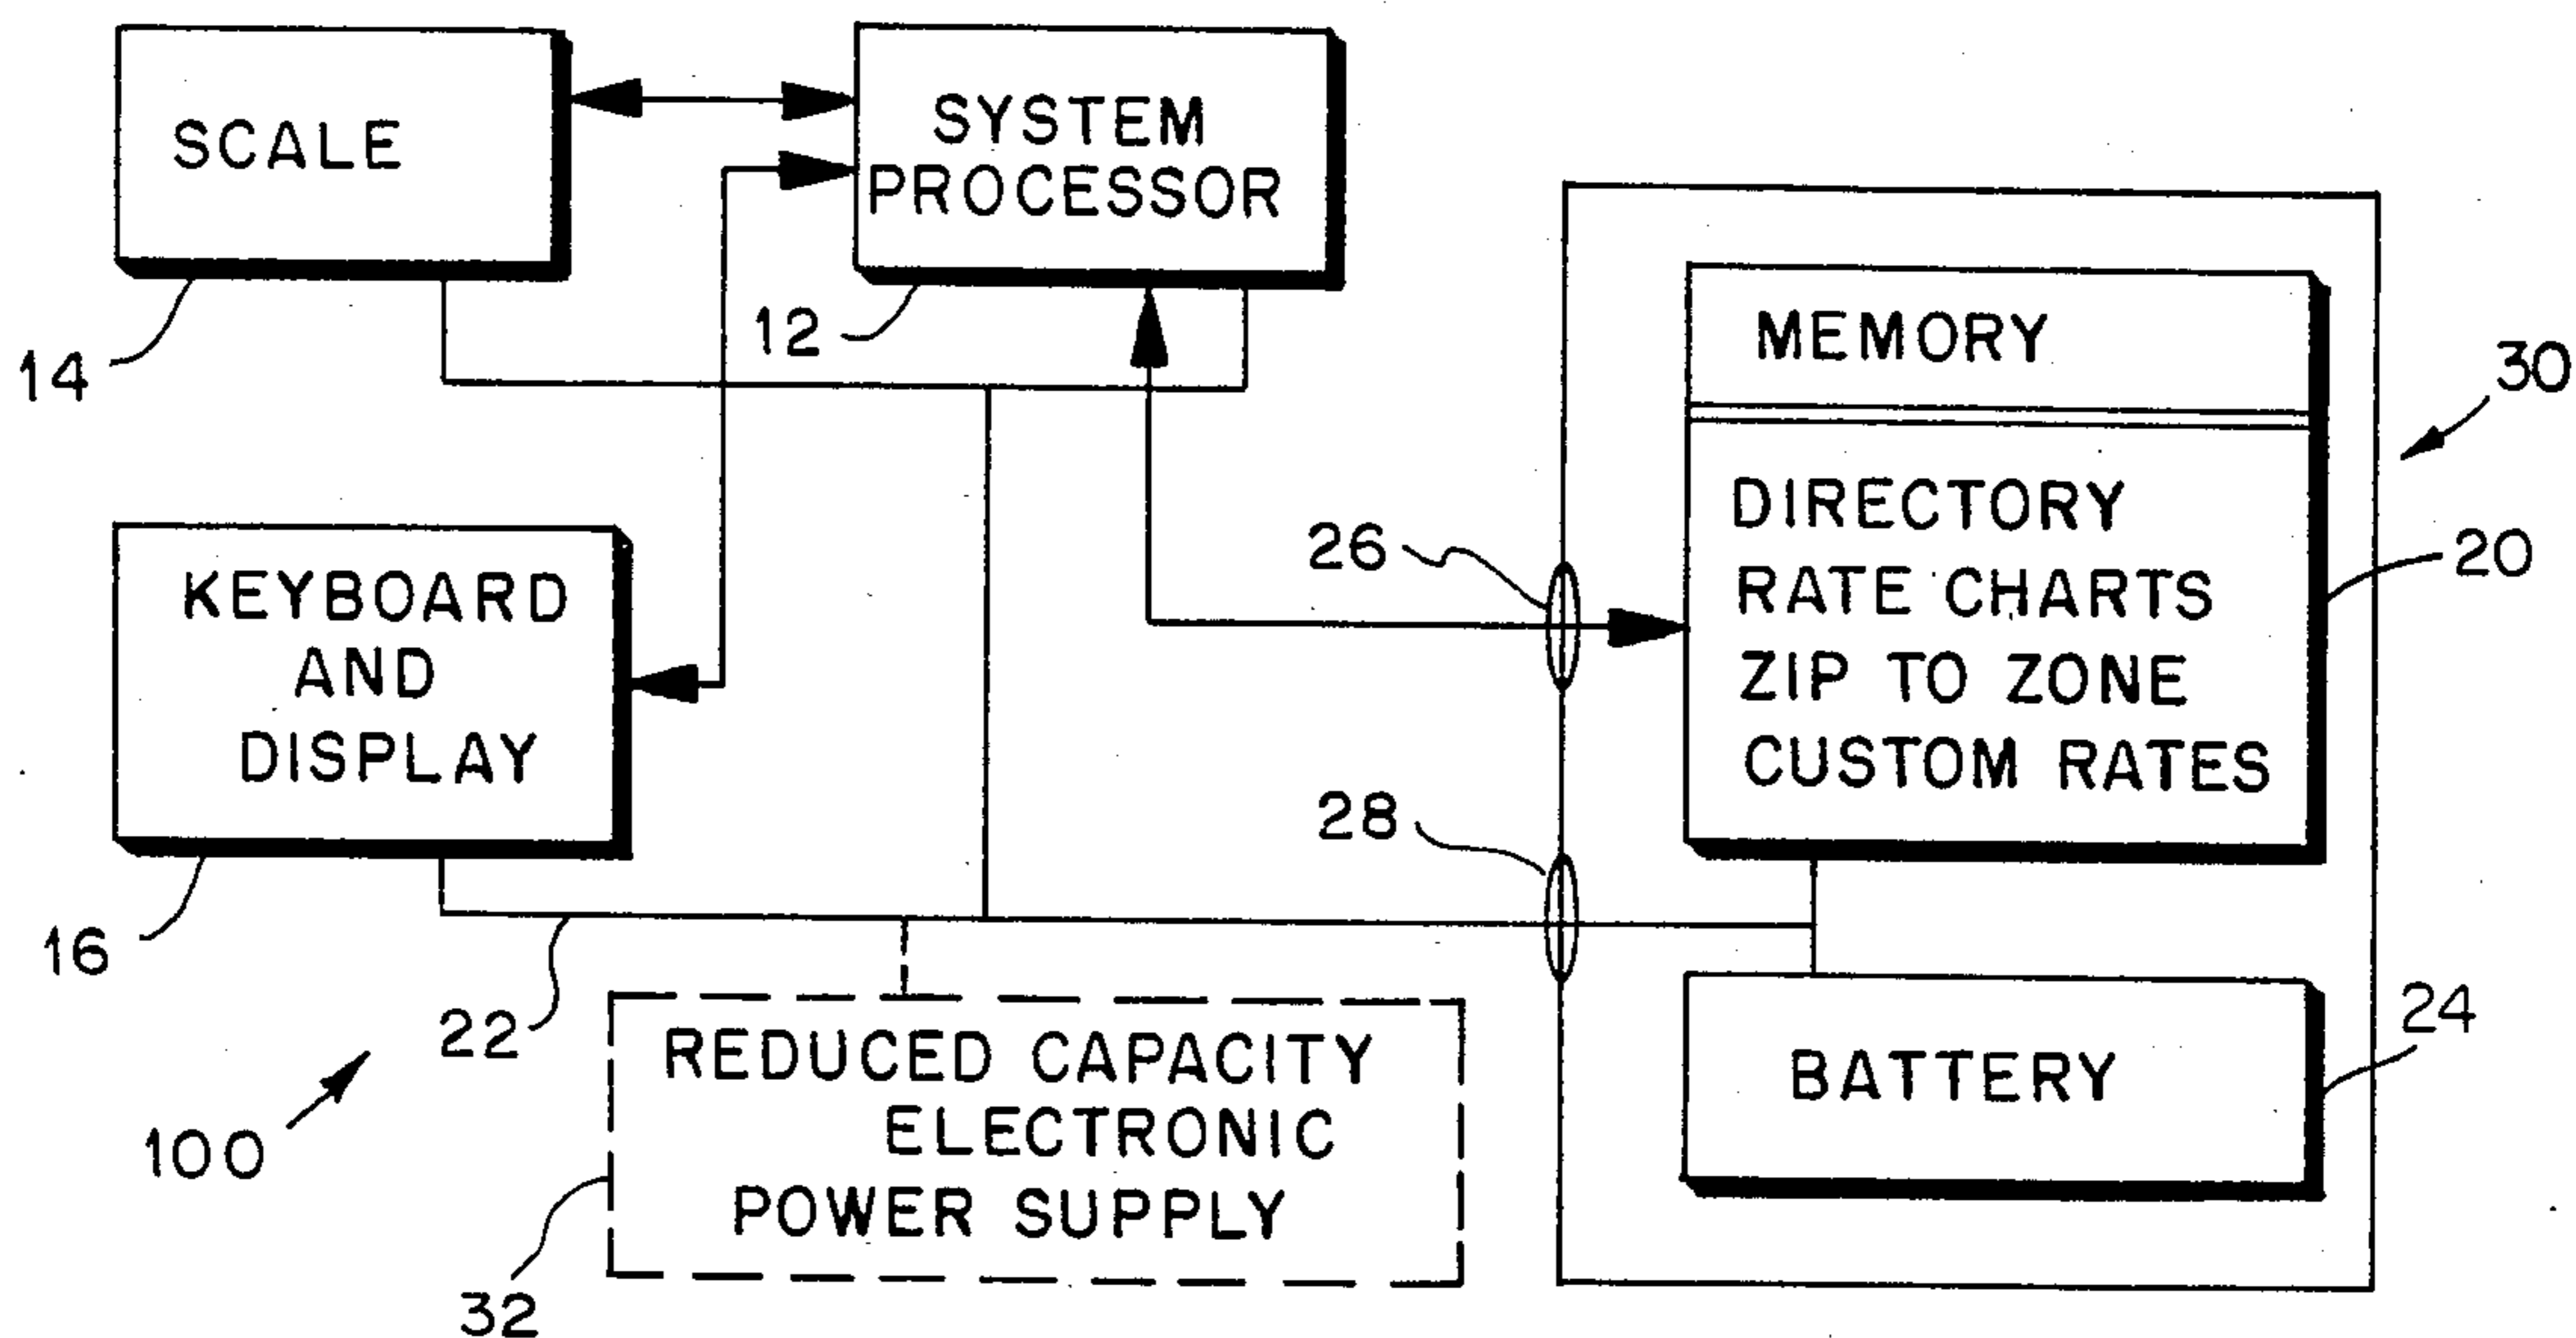 SCALE
14
SYSTEM
PROCESSOR
12
KEYBOARD
AND
DISPLAY
16
22
100
REDUCED CAPACITY
ELECTRONIC
POWER SUPPLY
32
26
28
MEMORY
DIRECTORY
RATE CHARTS
ZIP TO ZONE
CUSTOM RATES
30
20
BATTERY
24